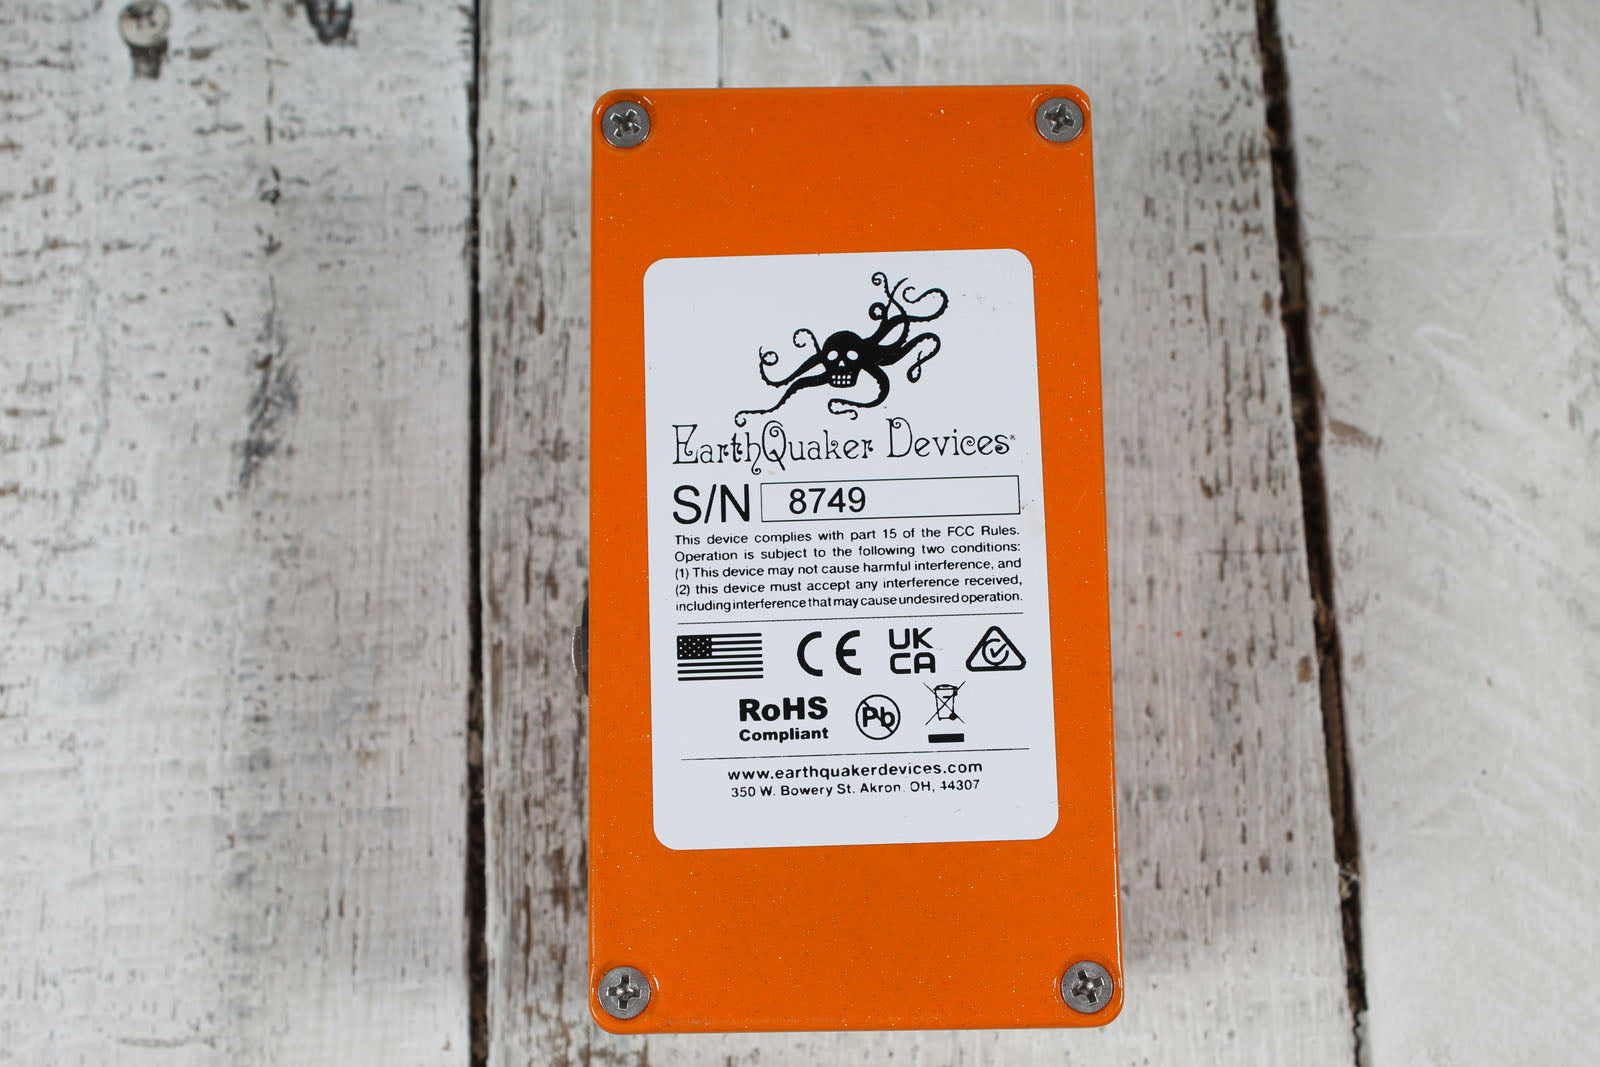 EarthQuaker Devices
S/N 8749
This device complies with part 15 of the FCC Rules.
Operation is subject to the following two conditions:
(1) This device may not cause harmful interference, and
(2) this device must accept any interference received,
including interference that may cause undesired operation.
CE UK
CA
RoHS Pb
Compliant
www.earthquakerdevices.com
350 W. Bowery St. Akron, OH, 44307